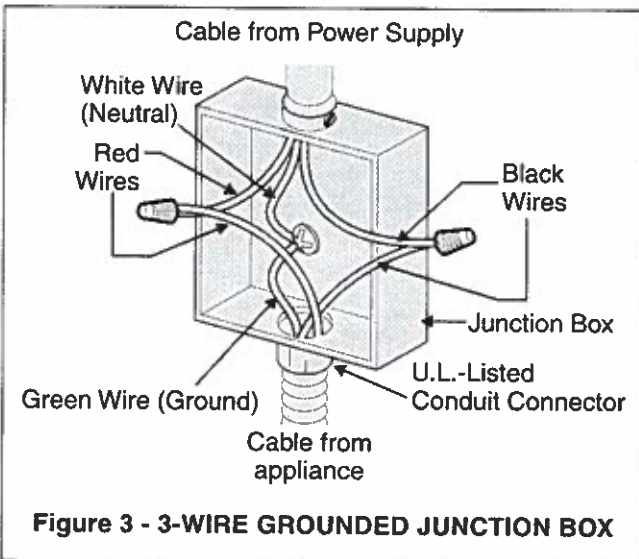 Cable from Power Supply
White Wire
(Neutral)
Red
Wires
Black
Wires
Junction Box
U.L.-Listed
Conduit Connector
Green Wire (Ground)
Cable from
appliance
Figure 3 - 3-WIRE GROUNDED JUNCTION BOX